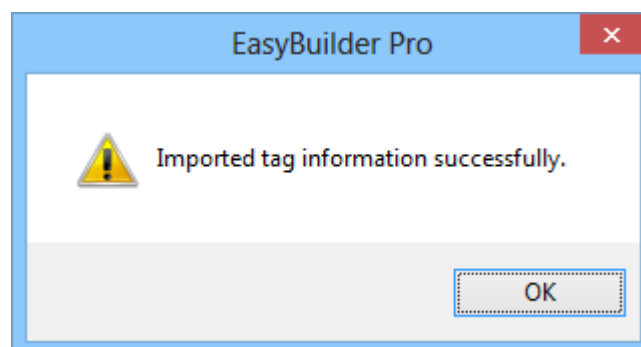 EasyBuilder Pro
Imported tag information successfully.
OK